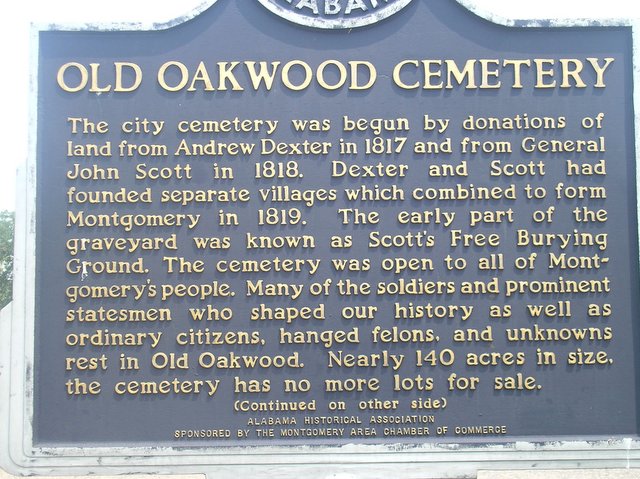 ALABAMA
OLD OAKWOOD CEMETERY
The city cemetery was begun by donations of
land from Andrew Dexter in 1817 and from General
John Scott in 1818. Dexter and Scott had
founded separate villages which combined to form
Montgomery in 1819. The early part of the
graveyard was known as Scott's Free Burying
Ground. The cemetery was open to all of Mont-
gomery's people. Many of the soldiers and prominent
statesmen who shaped our history as well as
ordinary citizens, hanged felons, and unknowns
rest in Old Oakwood. Nearly 140 acres in size,
the cemetery has no more lots for sale.
(Continued on other side)
ALABAMA HISTORICAL ASSOCIATION
SPONSORED BY THE MONTGOMERY AREA CHAMBER OF COMMERCE